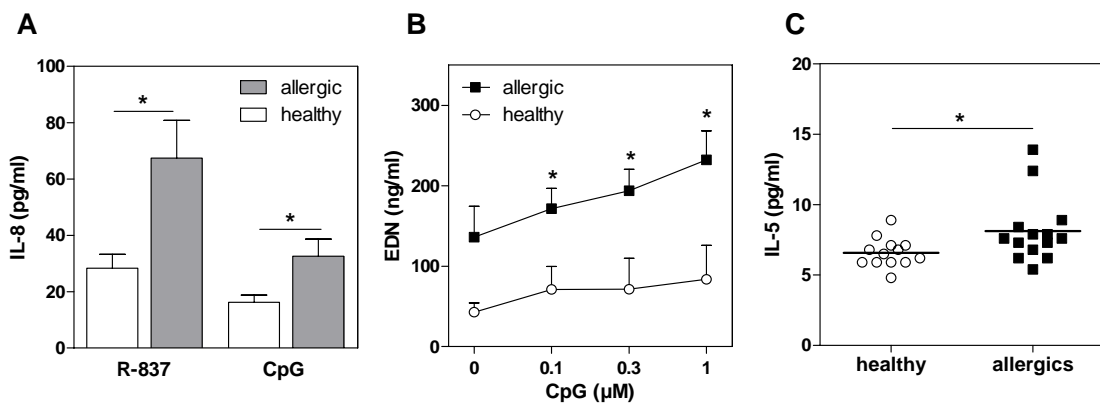 A
100
80
60
40
20
0
IL-8 (pg/ml)
allergic
healthy
*
*
R-837
CpG
B
300
200
100
0
EDN (ng/ml)
allergic
healthy
*
*
*
0
0.1
0.3
1
CpG (µM)
C
20
15
10
5
0
IL-5 (pg/ml)
*
healthy
allergics